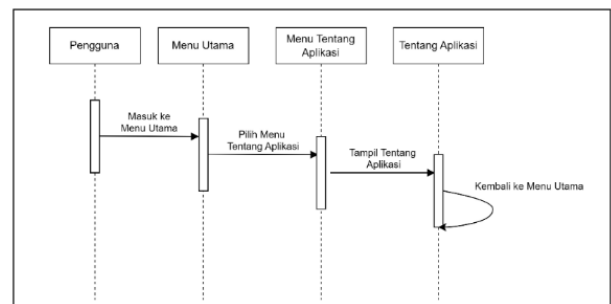 Pengguna
Menu Utama
Menu Tentang
Aplikasi
Tentang Aplikasi
Masuk ke
Menu Utama
Pilih Menu
Tentang Aplikasi
Tampil Tentang
Aplikasi
Kembali ke Menu Utama